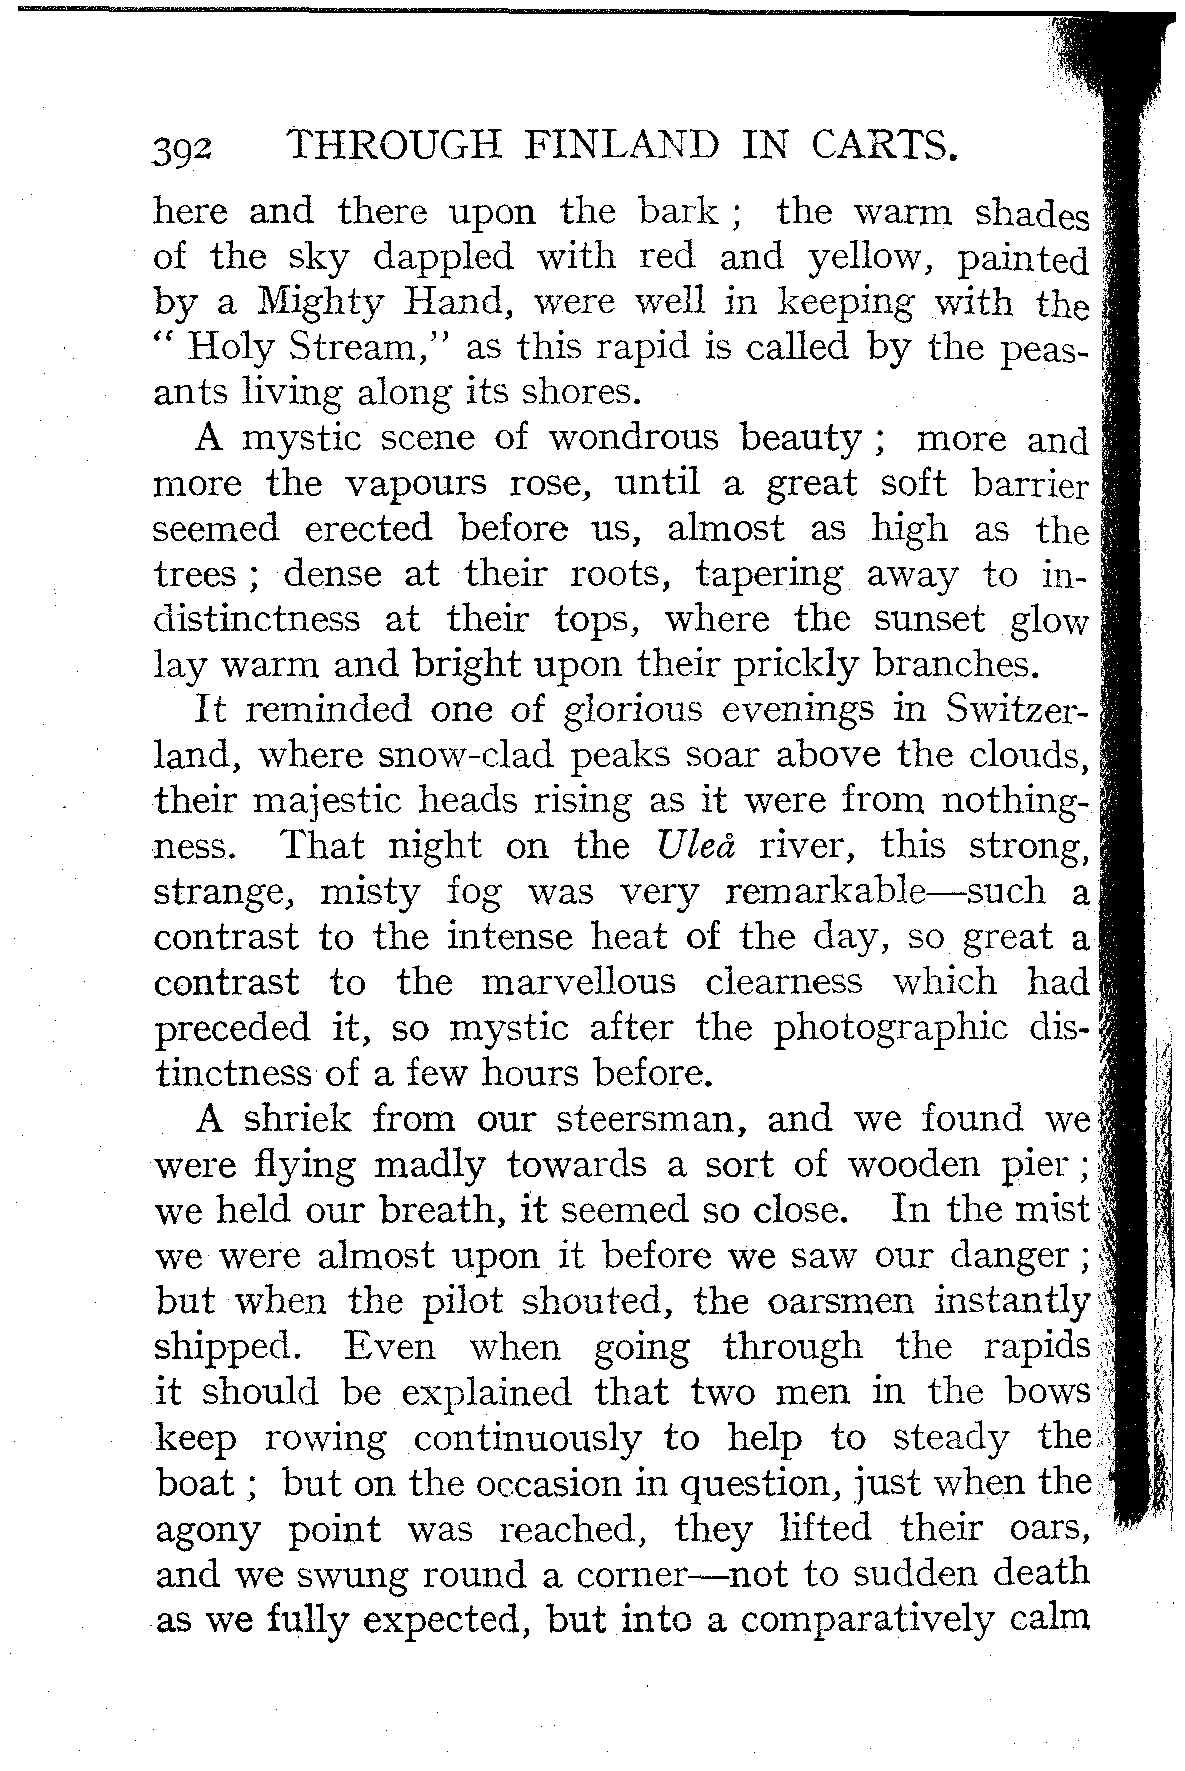 392 THROUGH FINLAND IN CARTS.
here and there upon the bark ; the warm shades
of the sky dappled with red and yellow, painted
by a Mighty Hand, were well in keeping with the
“ Holy Stream,” as this rapid is called by the peas-
ants living along its shores.
A mystic scene of wondrous beauty ; more and
more the vapours rose, until a great soft barrier
seemed erected before us, almost as high as the
trees ; dense at their roots, tapering away to in-
distinctness at their tops, where the sunset glow
lay warm and bright upon their prickly branches.
It reminded one of glorious evenings in Switzer-
land, where snow-clad peaks soar above the clouds,
their majestic heads rising as it were from nothing-
ness. That night on the Uleå river, this strong,
strange, misty fog was very remarkable—such a
contrast to the intense heat of the day, so great a
contrast to the marvellous clearness which had
preceded it, so mystic after the photographic dis-
tinctness of a few hours before.
A shriek from our steersman, and we found we
were flying madly towards a sort of wooden pier ;
we held our breath, it seemed so close. In the mist
we were almost upon it before we saw our danger ;
but when the pilot shouted, the oarsmen instantly
shipped. Even when going through the rapids
it should be explained that two men in the bows
keep rowing continuously to help to steady the
boat ; but on the occasion in question, just when the
agony point was reached, they lifted their oars,
and we swung round a corner—not to sudden death
as we fully expected, but into a comparatively calm